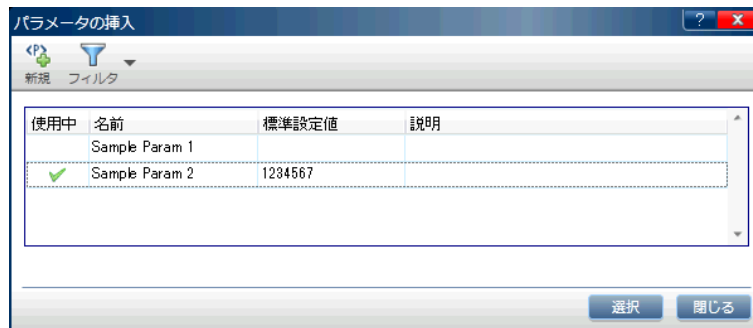 パラメータの挿入
?
<P>
新規 フィルタ
使用中 名前 標準設定値 説明
Sample Param 1
Sample Param 2 1234567
選択 閉じる